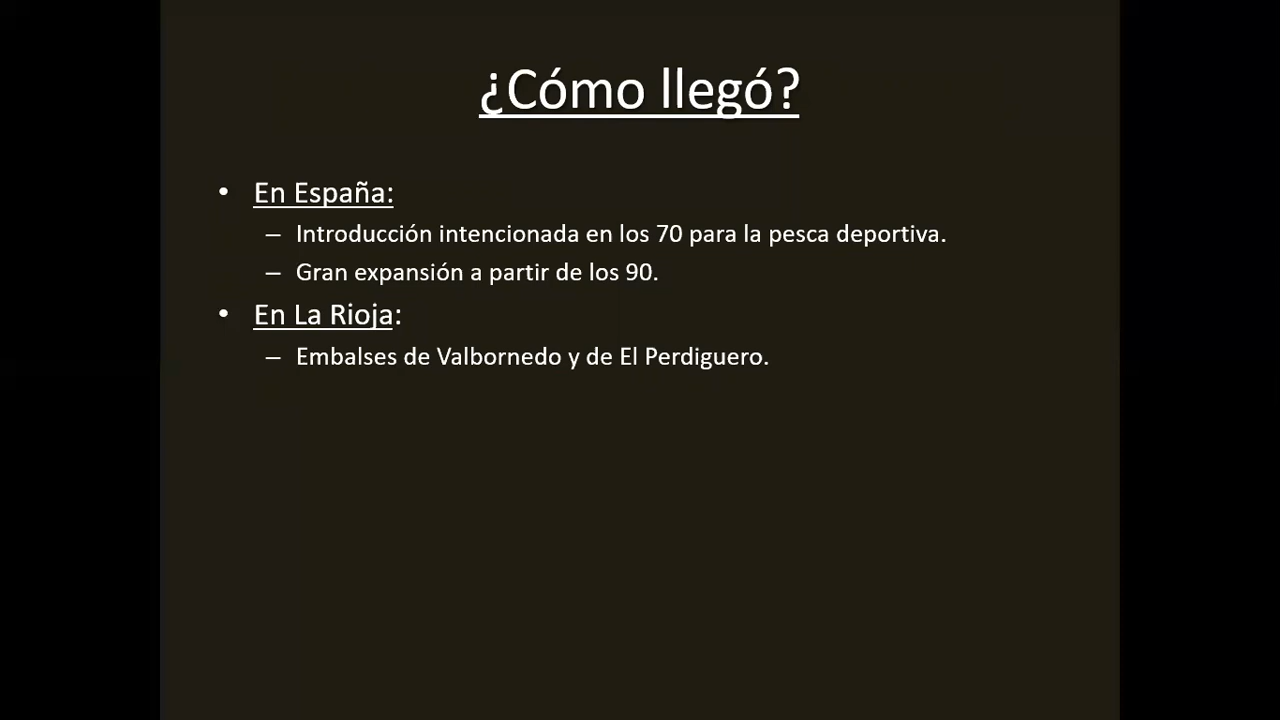 ¿Cómo llegó?
• En España:
– Introducción intencionada en los 70 para la pesca deportiva.
– Gran expansión a partir de los 90.
• En La Rioja:
– Embalses de Valbornedo y de El Perdiguero.